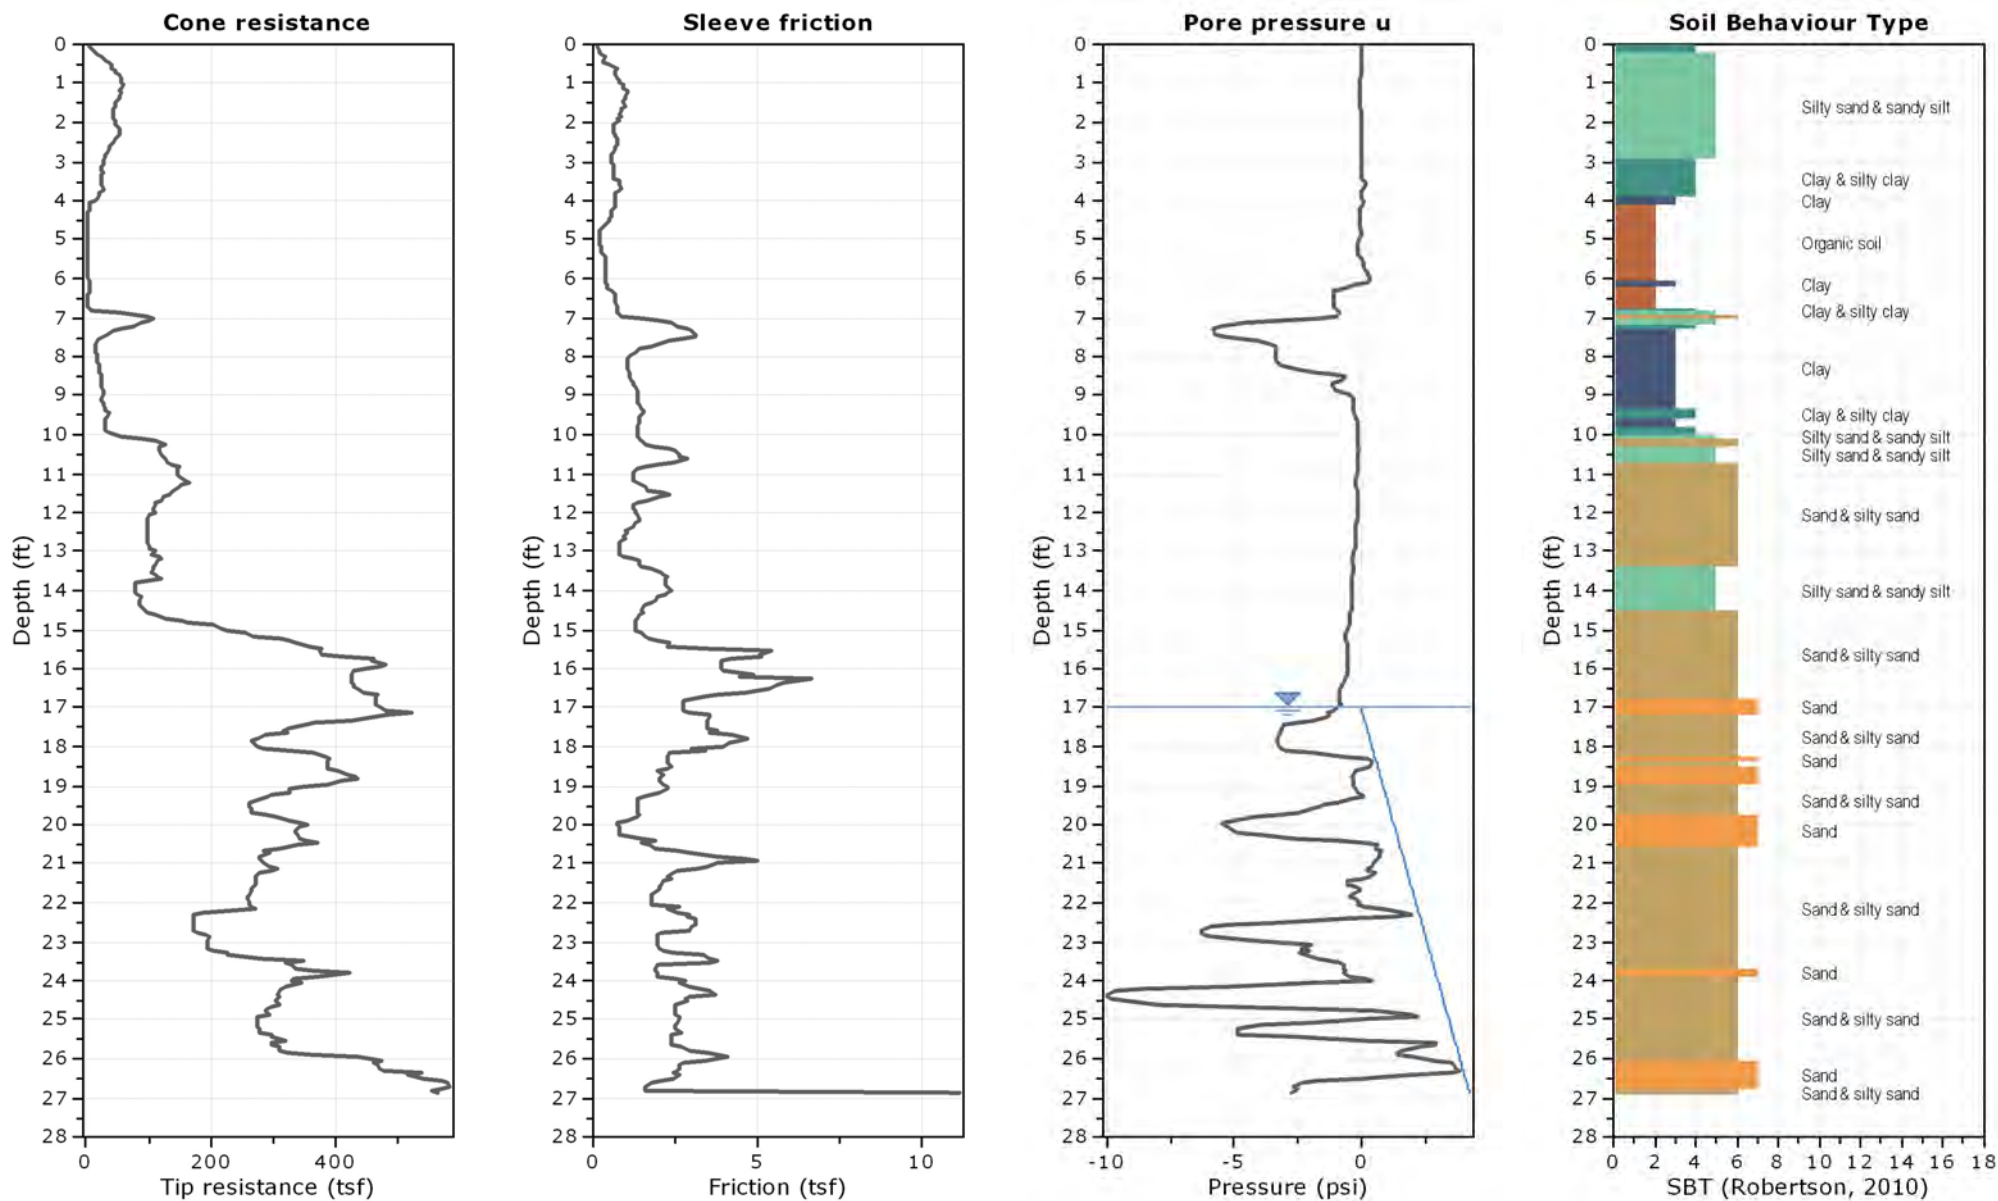 Cone resistance
0
1
2
3
4
5
6
7
8
9
10
11
12
13
14
15
16
17
18
19
20
21
22
23
24
25
26
27
28
Depth (ft)
0 200 400
Tip resistance (tsf)
Sleeve friction
0
1
2
3
4
5
6
7
8
9
10
11
12
13
14
15
16
17
18
19
20
21
22
23
24
25
26
27
28
Depth (ft)
0 5 10
Friction (tsf)
Pore pressure u
0
1
2
3
4
5
6
7
8
9
10
11
12
13
14
15
16
17
18
19
20
21
22
23
24
25
26
27
28
Depth (ft)
-10 -5 0
Pressure (psi)
Soil Behaviour Type
0
1
2
3
4
5
6
7
8
9
10
11
12
13
14
15
16
17
18
19
20
21
22
23
24
25
26
27
28
Depth (ft)
Silty sand & sandy silt
Clay & silty clay
Clay
Organic soil
Clay
Clay & silty clay
Clay
Clay & silty clay
Silty sand & sandy silt
Silty sand & sandy silt
Sand & silty sand
Silty sand & sandy silt
Sand & silty sand
Sand
Sand & silty sand
Sand
Sand & silty sand
Sand
Sand & silty sand
Sand
Sand & silty sand
Sand
Sand & silty sand
0 2 4 6 8 10 12 14 16 18
SBT (Robertson, 2010)